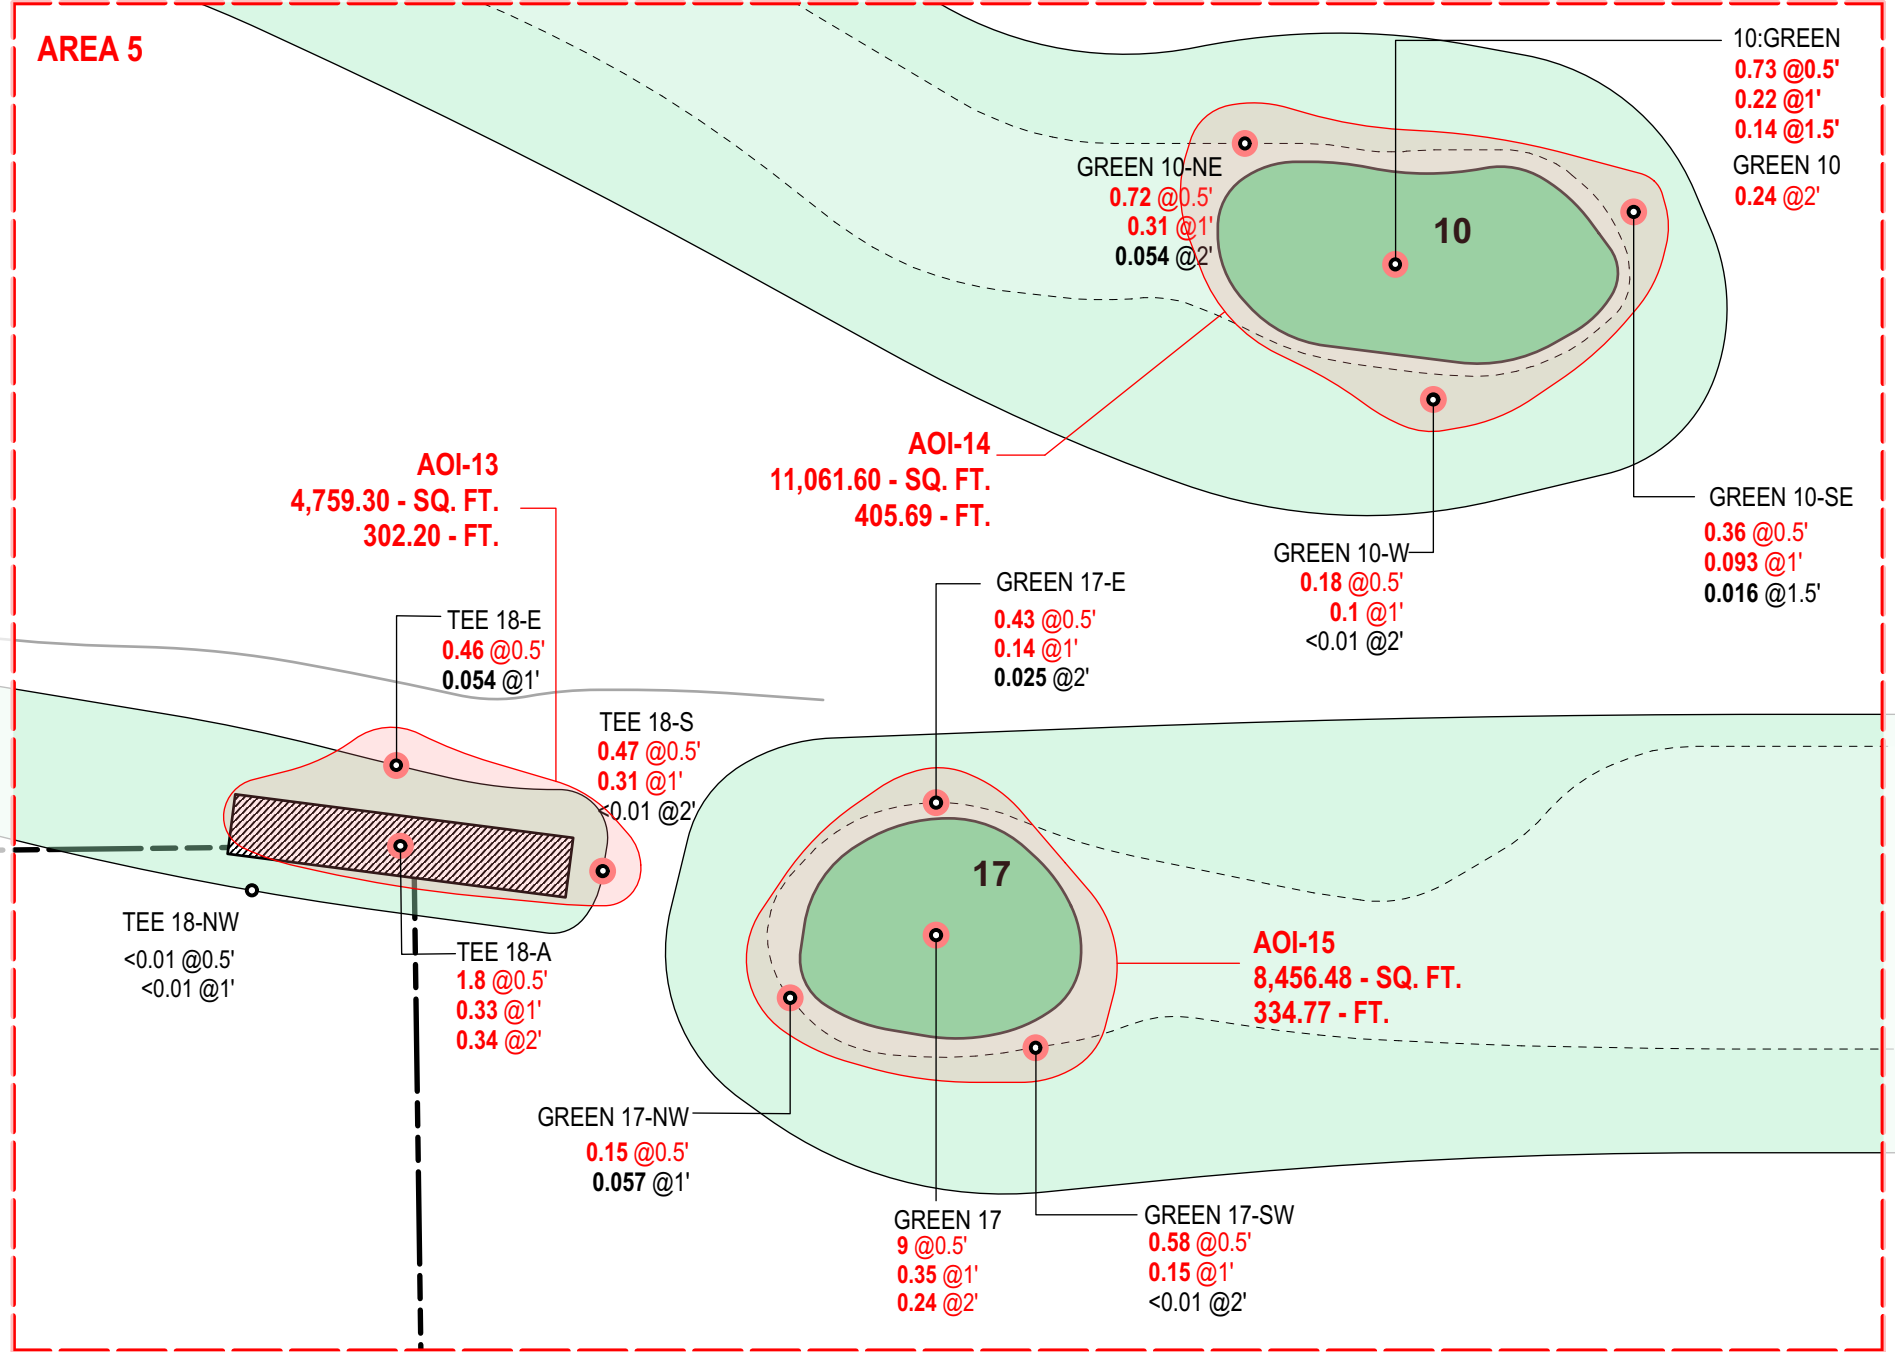 AREA 5
10:GREEN
0.73 @0.5'
0.22 @1'
0.14 @1.5'
GREEN 10
0.24 @2'
GREEN 10-NE
0.72 @0.5'
0.31 @1'
0.054 @2'
10
AOI-14
11,061.60 - SQ. FT.
405.69 - FT.
AOI-13
4,759.30 - SQ. FT.
302.20 - FT.
GREEN 10-SE
0.36 @0.5'
0.093 @1'
0.016 @1.5'
GREEN 10-W
0.18 @0.5'
0.1 @1'
<0.01 @2'
GREEN 17-E
0.43 @0.5'
0.14 @1'
0.025 @2'
TEE 18-E
0.46 @0.5'
0.054 @1'
TEE 18-S
0.47 @0.5'
0.31 @1'
<0.01 @2'
17
TEE 18-NW
<0.01 @0.5'
<0.01 @1'
TEE 18-A
1.8 @0.5'
0.33 @1'
0.34 @2'
AOI-15
8,456.48 - SQ. FT.
334.77 - FT.
GREEN 17-NW
0.15 @0.5'
0.057 @1'
GREEN 17
9 @0.5'
0.35 @1'
0.24 @2'
GREEN 17-SW
0.58 @0.5'
0.15 @1'
<0.01 @2'